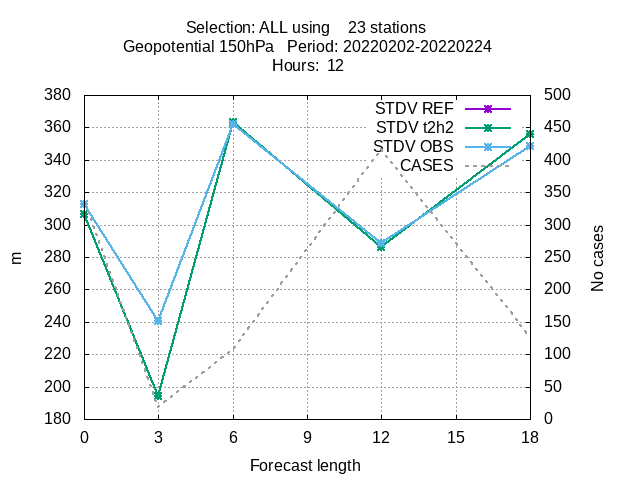 Selection: ALL using    23 stations
Geopotential 150hPa   Period: 20220202-20220224
Hours: 12
380 500
360 450
340 400
320 350
300 300
280 250
260 200
240 150
220 100
200 50
180 0
STDV REF
STDV t2h2
STDV OBS
CASES
m
No cases
0 3 6 9 12 15 18
Forecast length